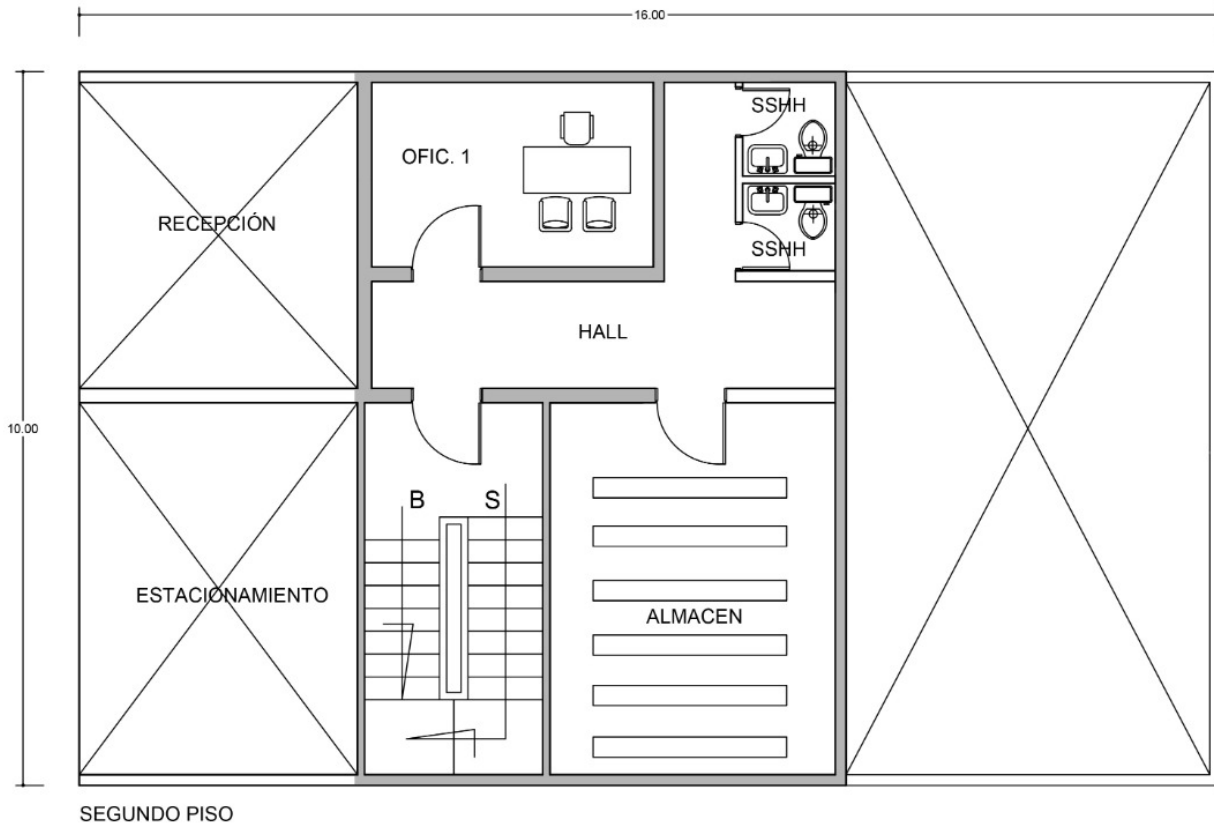 16.00
SSHH
OFIC. 1
RECEPCIÓN
SSHH
HALL
10.00
B S
ESTACIONAMIENTO
ALMACEN
SEGUNDO PISO